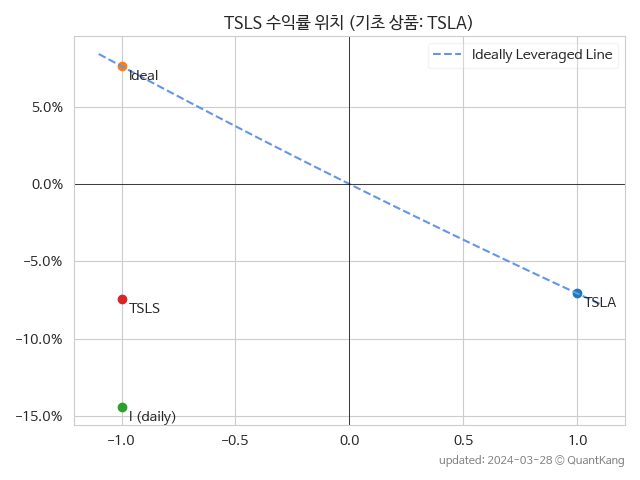 TSLS 수익률 위치 (기초 상품: TSLA)
Ideally Leveraged Line
Ideal
5.0%
0.0%
−5.0%
TSLS
TSLA
−10.0%
I (daily)
−15.0%
−1.0
−0.5
0.0
0.5
1.0
updated: 2024-03-28 © QuantKang